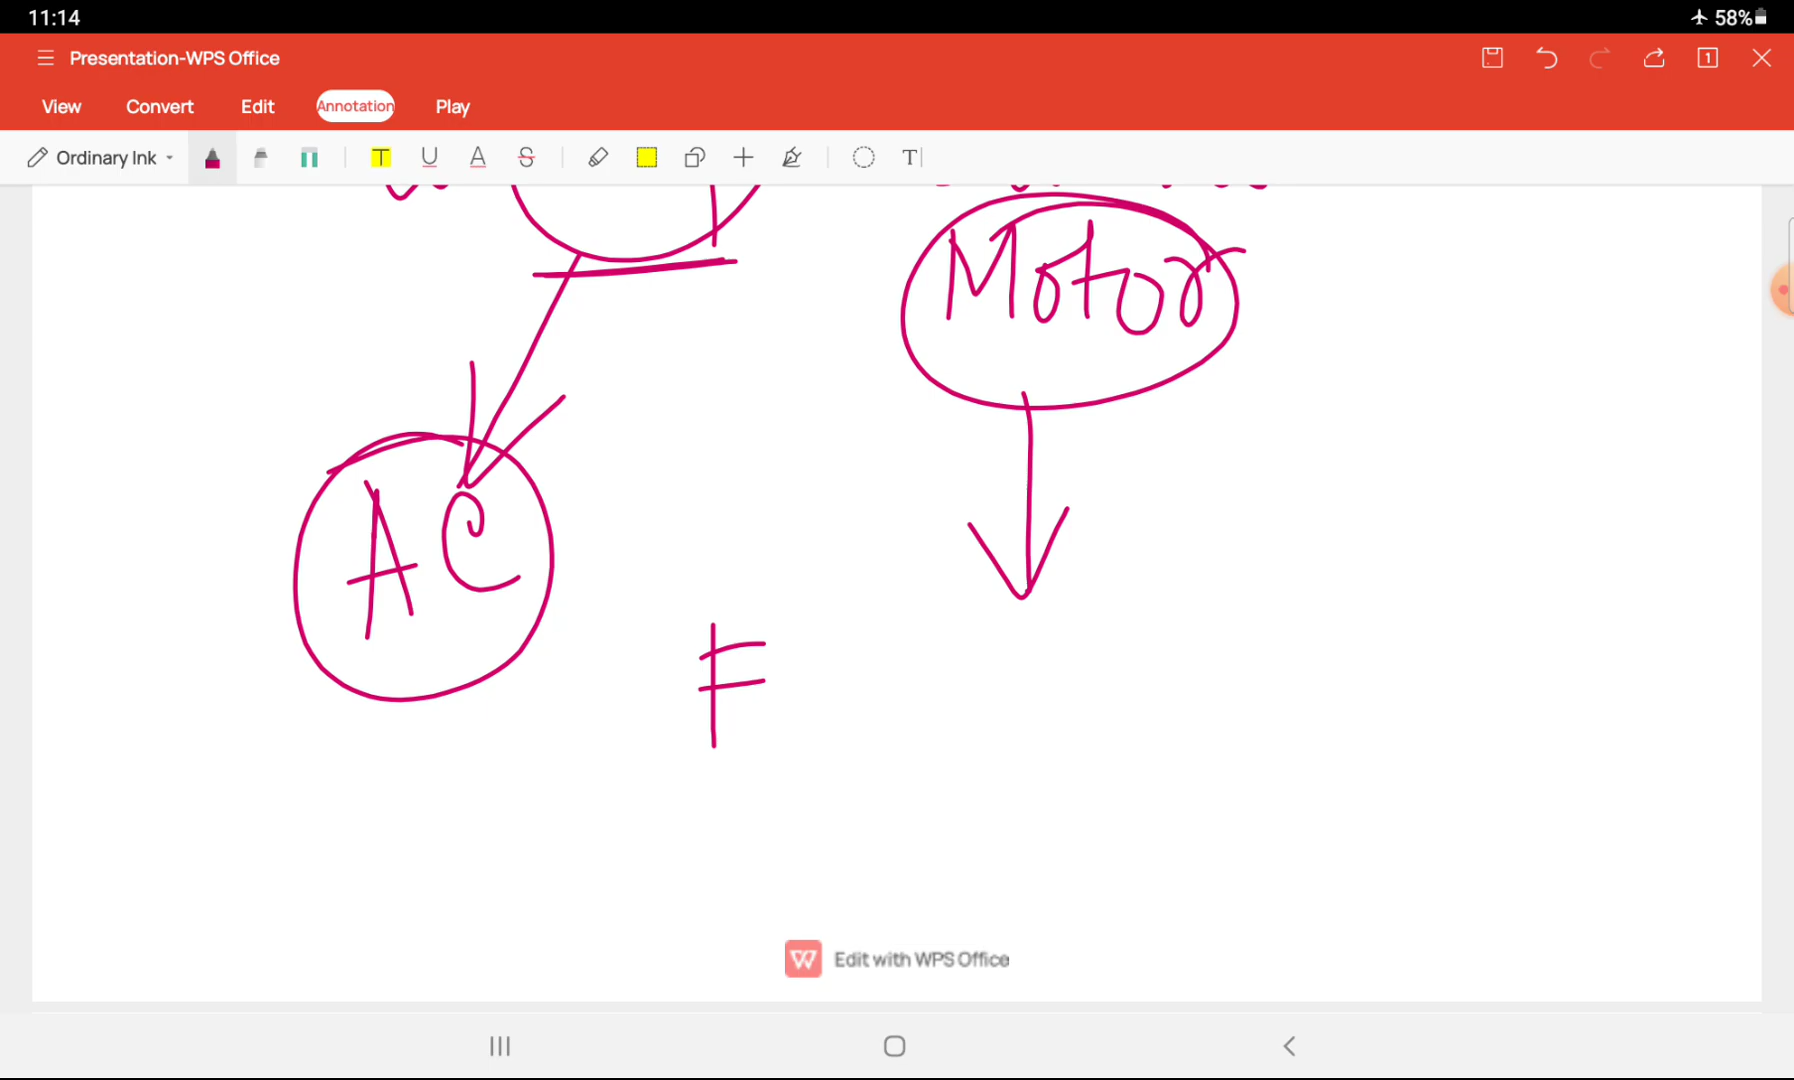 11:14
58%
Presentation-WPS Office
1
View Convert Edit Annotation Play
Ordinary Ink T U A S T
Motor
AC
F
Edit with WPS Office